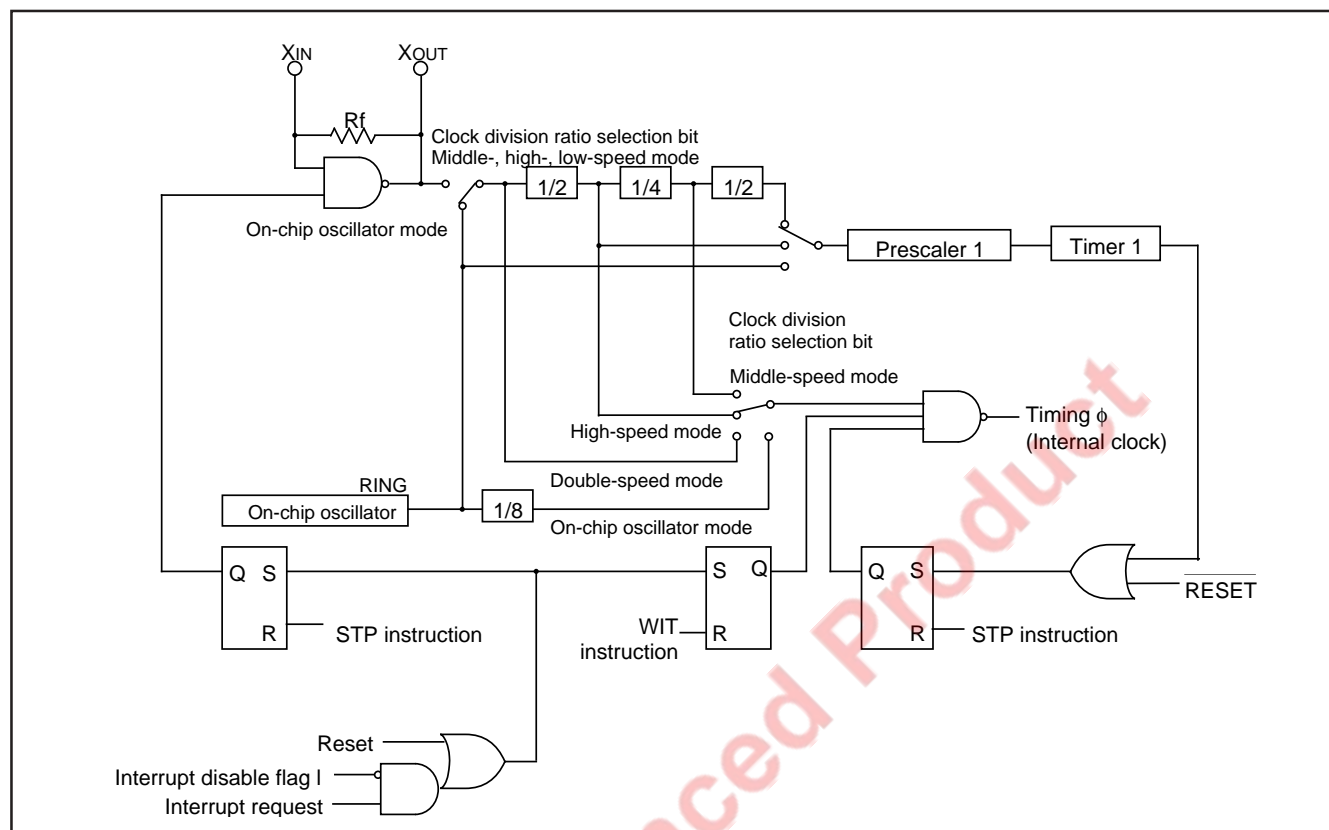 XIN
XOUT
Rf
Clock division ratio selection bit
Middle-, high-, low-speed mode
1/2
1/4
1/2
On-chip oscillator mode
Prescaler 1
Timer 1
Clock division
ratio selection bit
Middle-speed mode
Timing ϕ
(Internal clock)
High-speed mode
Double-speed mode
RING
On-chip oscillator
1/8
On-chip oscillator mode
Q S
R
STP instruction
S Q
R
WIT
instruction
Q S
R
STP instruction
RESET
Reset
Interrupt disable flag I
Interrupt request
nced Product